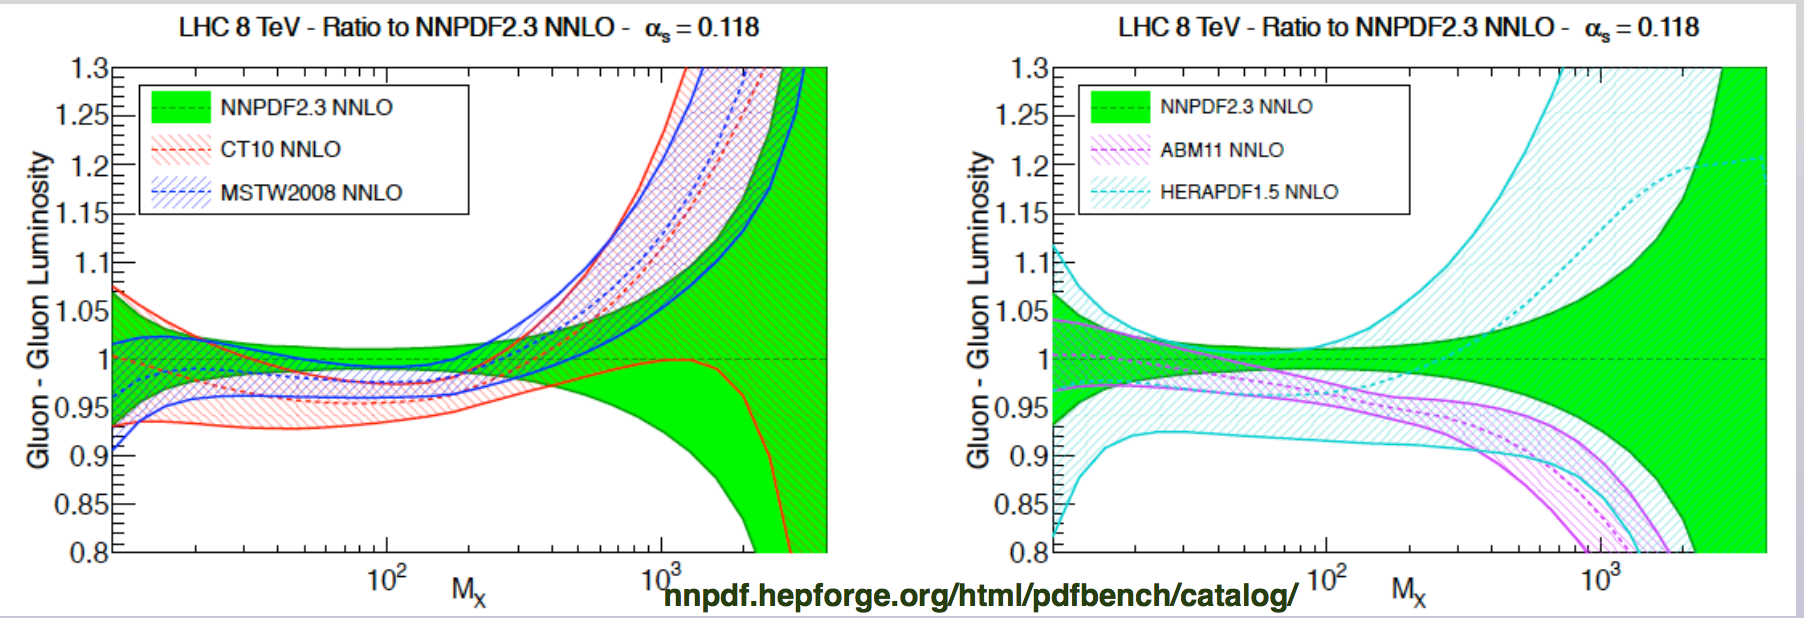 LHC 8 TeV - Ratio to NNPDF2.3 NNLO - αs = 0.118
Gluon - Gluon Luminosity
1.3
1.25
1.2
1.15
1.1
1.05
1
0.95
0.9
0.85
0.8
NNPDF2.3 NNLO
CT10 NNLO
MSTW2008 NNLO
10²
10³
MX
LHC 8 TeV - Ratio to NNPDF2.3 NNLO - αs = 0.118
Gluon - Gluon Luminosity
1.3
1.25
1.2
1.15
1.1
1.05
1
0.95
0.9
0.85
0.8
NNPDF2.3 NNLO
ABM11 NNLO
HERAPDF1.5 NNLO
10²
10³
MX
nnpdf.hepforge.org/html/pdfbench/catalog/